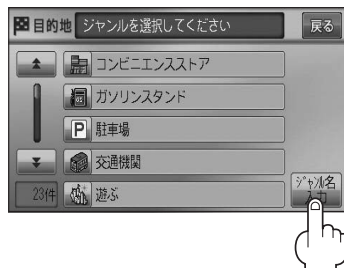 目的地 ジャンルを選択してください 戻る
コンビニエンスストア
ガソリンスタンド
P 駐車場
交通機関
23件 遊ぶ
ジャンル名
入力